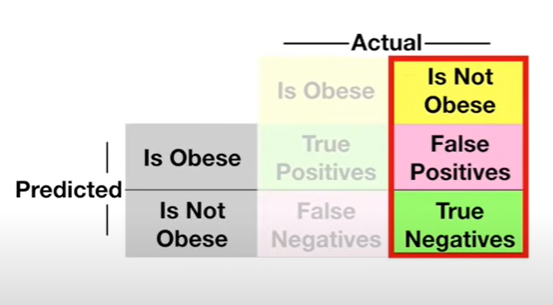 Actual
Is Obese
Is Not
Obese
Is Obese
True
Positives
False
Positives
Predicted
Is Not
Obese
False
Negatives
True
Negatives